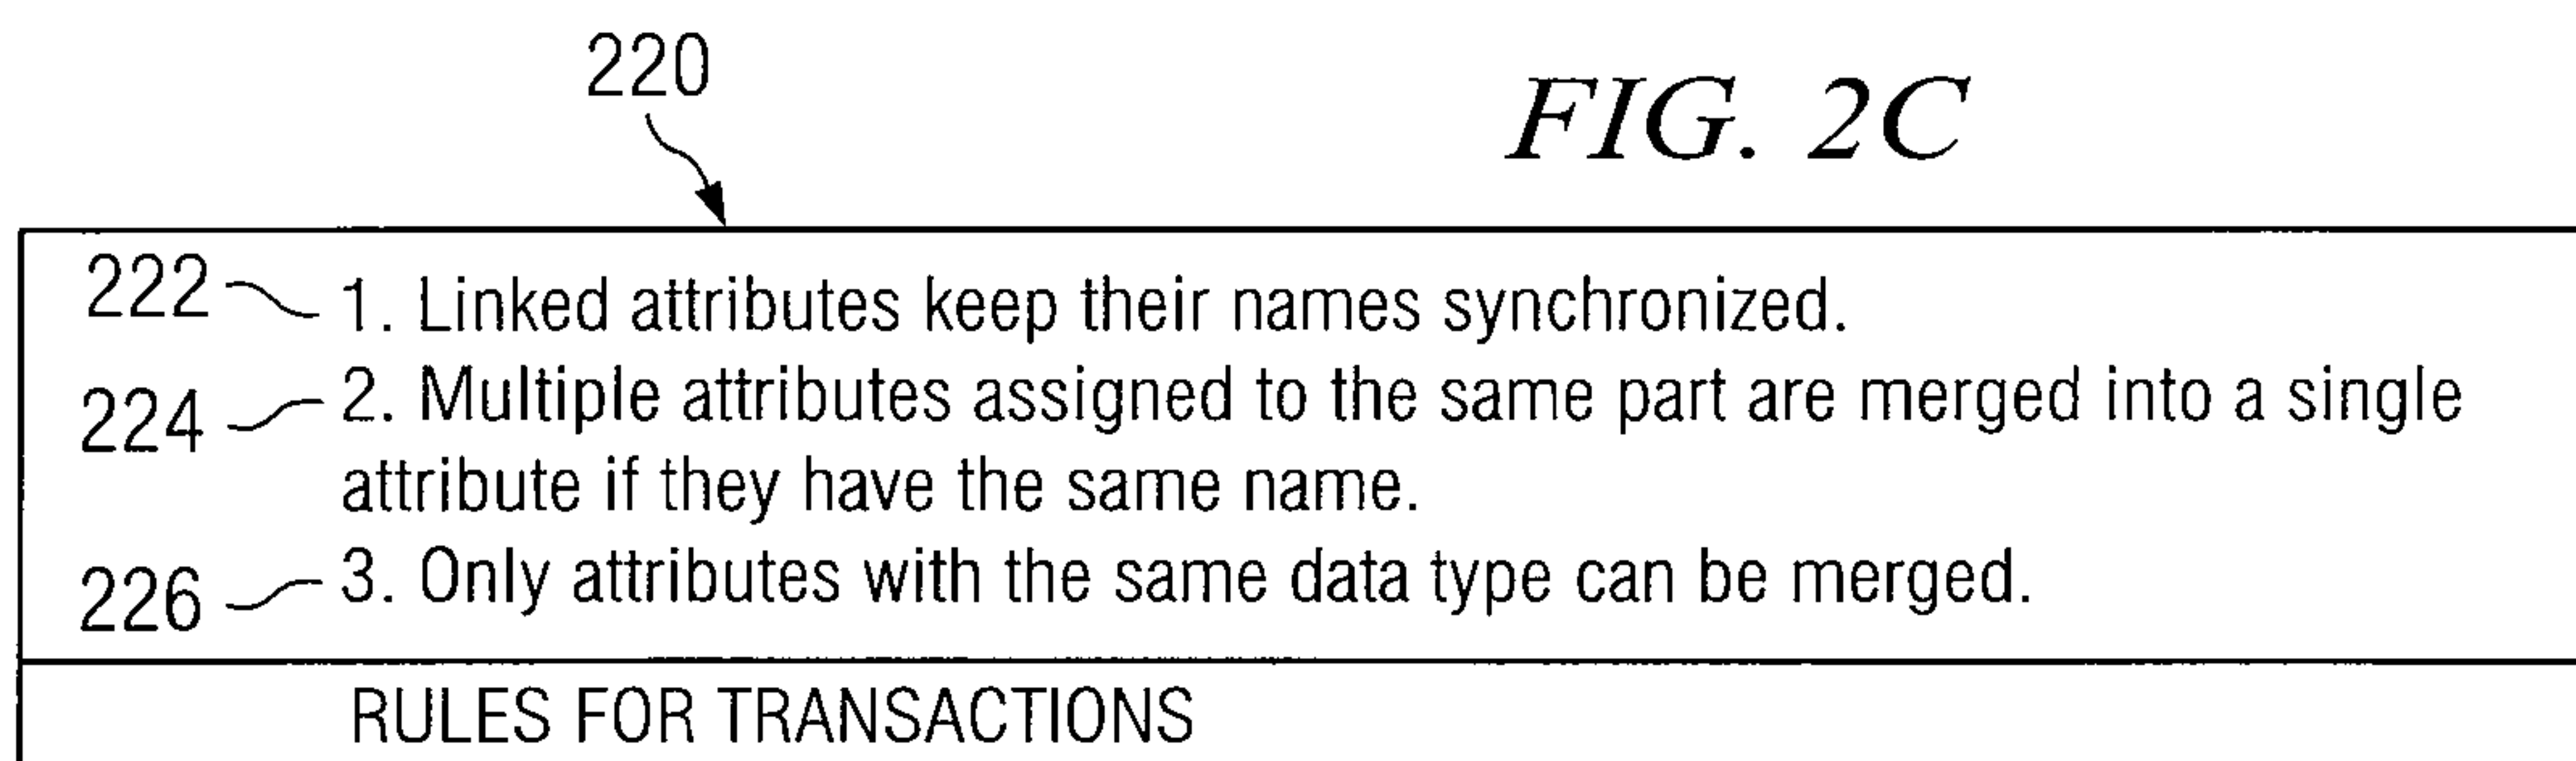 220
FIG. 2C
222 1. Linked attributes keep their names synchronized.
224 2. Multiple attributes assigned to the same part are merged into a single
attribute if they have the same name.
226 3. Only attributes with the same data type can be merged.
RULES FOR TRANSACTIONS